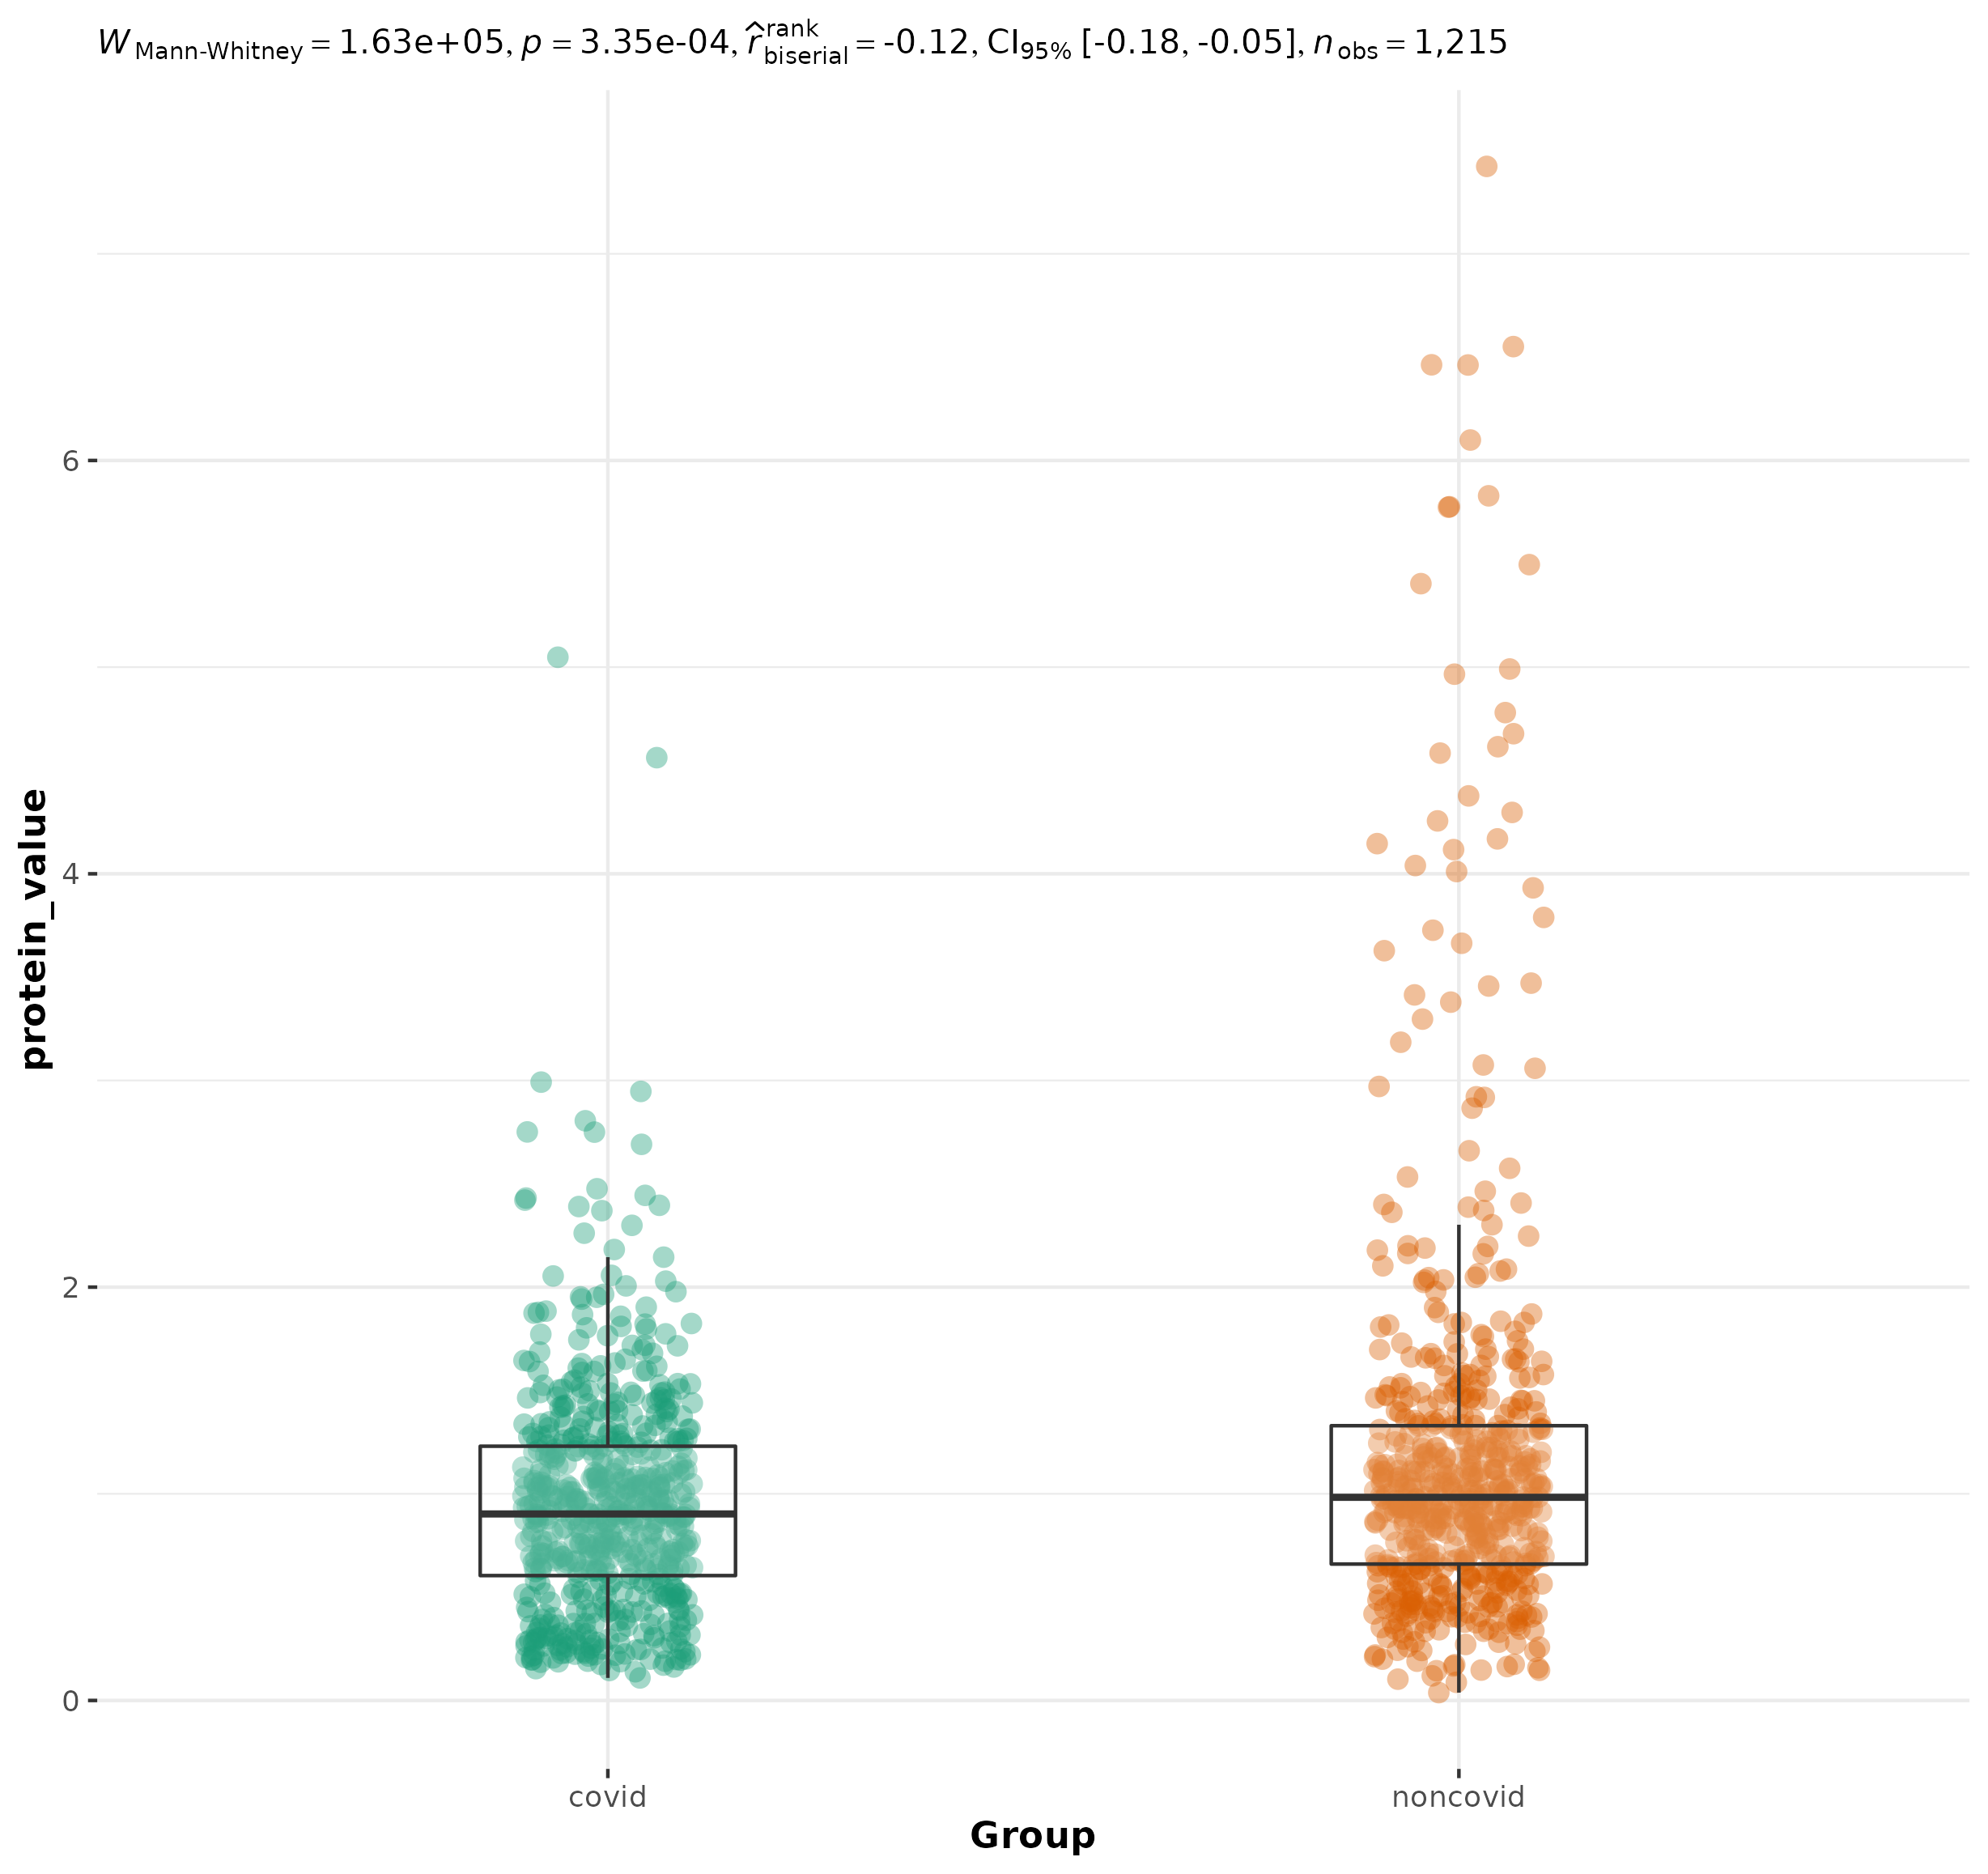 W Mann-Whitney = 1.63e+05, p = 3.35e-04, r̂ rank biserial = -0.12, CI95% [-0.18, -0.05], n obs = 1,215
6
4
2
0
protein_value
covid noncovid
Group